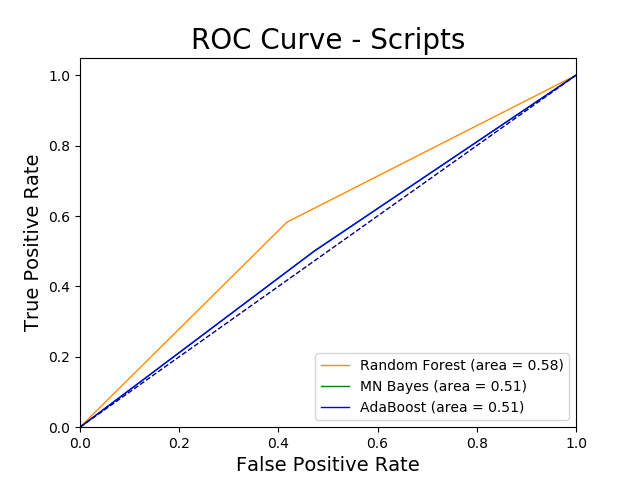 ROC Curve - Scripts
True Positive Rate
1.0
0.8
0.6
0.4
0.2
0.0
Random Forest (area = 0.58)
MN Bayes (area = 0.51)
AdaBoost (area = 0.51)
0.0 0.2 0.4 0.6 0.8 1.0
False Positive Rate